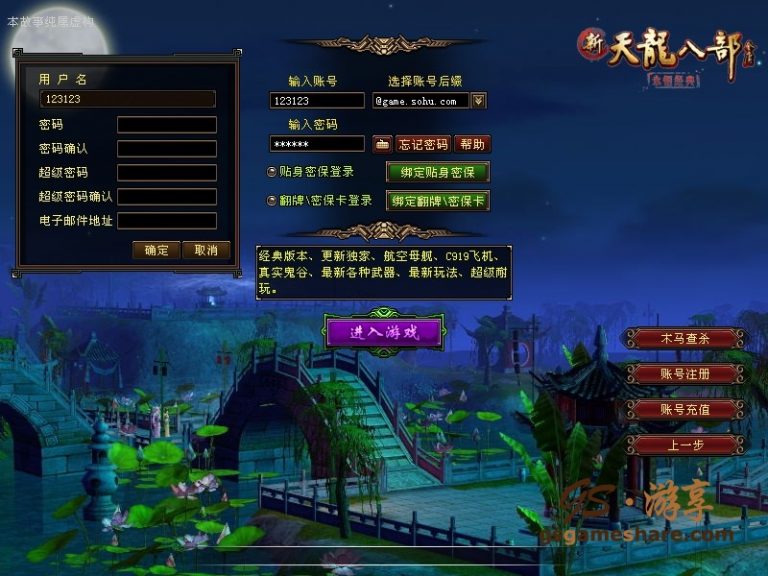 本故事纯属虚构
用 户 名
123123
密码
密码确认
超级密码
超级密码确认
电子邮件地址
确定 取消
输入账号 选择账号后缀
123123 @game.sohu.com
输入密码
****** 忘记密码 帮助
贴身密保登录 绑定贴身密保
翻牌\密保卡登录 绑定翻牌\密保卡
经典版本、更新独家、航空母舰、C919飞机、
真实鬼谷、最新各种武器、最新玩法、超级耐
玩。
进入游戏
新天龍八部
木马查杀
账号注册
账号充值
上一步
GS·游享
gsgameshare.com